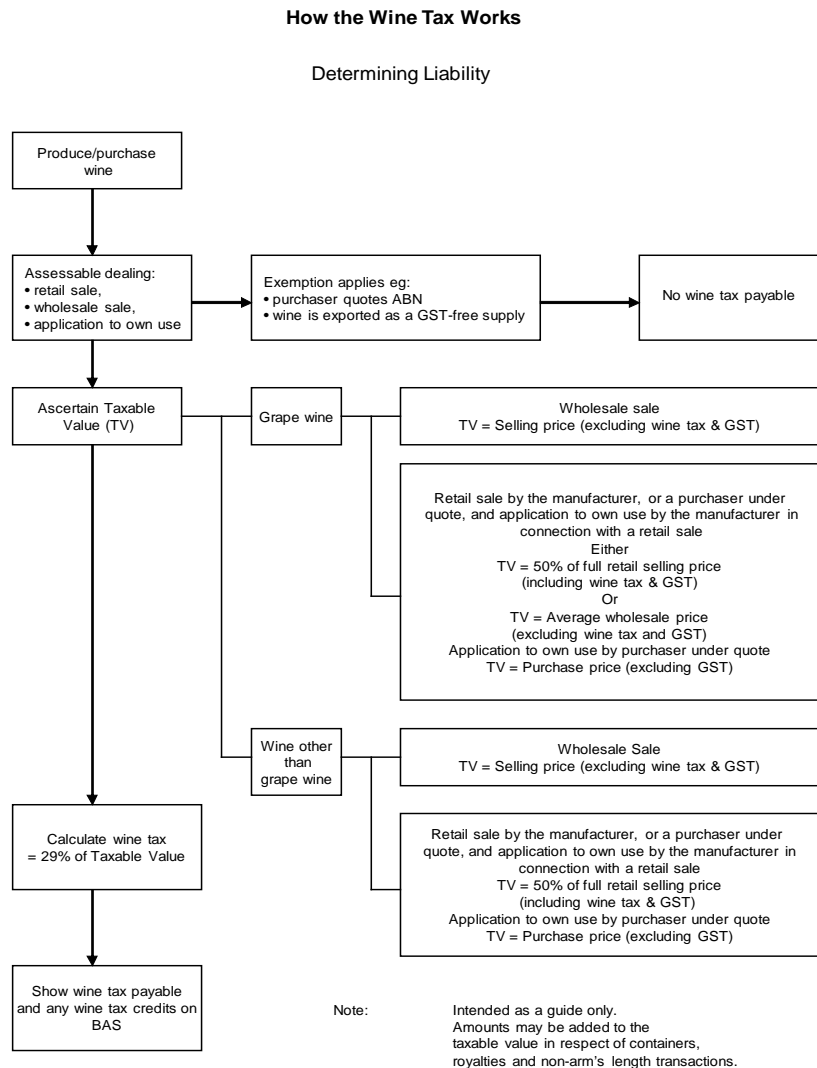 How the Wine Tax Works
Determining Liability
Produce/purchase
wine
Assessable dealing:
• retail sale,
• wholesale sale,
• application to own use
Exemption applies eg:
• purchaser quotes ABN
• wine is exported as a GST-free supply
No wine tax payable
Ascertain Taxable
Value (TV)
Grape wine
Wholesale sale
TV = Selling price (excluding wine tax & GST)
Retail sale by the manufacturer, or a purchaser under
quote, and application to own use by the manufacturer in
connection with a retail sale
Either
TV = 50% of full retail selling price
(including wine tax & GST)
Or
TV = Average wholesale price
(excluding wine tax and GST)
Application to own use by purchaser under quote
TV = Purchase price (excluding GST)
Wine other
than
grape wine
Wholesale Sale
TV = Selling price (excluding wine tax & GST)
Calculate wine tax
= 29% of Taxable Value
Retail sale by the manufacturer, or a purchaser under
quote, and application to own use by the manufacturer in
connection with a retail sale
TV = 50% of full retail selling price
(including wine tax & GST)
Application to own use by purchaser under quote
TV = Purchase price (excluding GST)
Show wine tax payable
and any wine tax credits on
BAS
Note:
Intended as a guide only.
Amounts may be added to the
taxable value in respect of containers,
royalties and non-arm's length transactions.